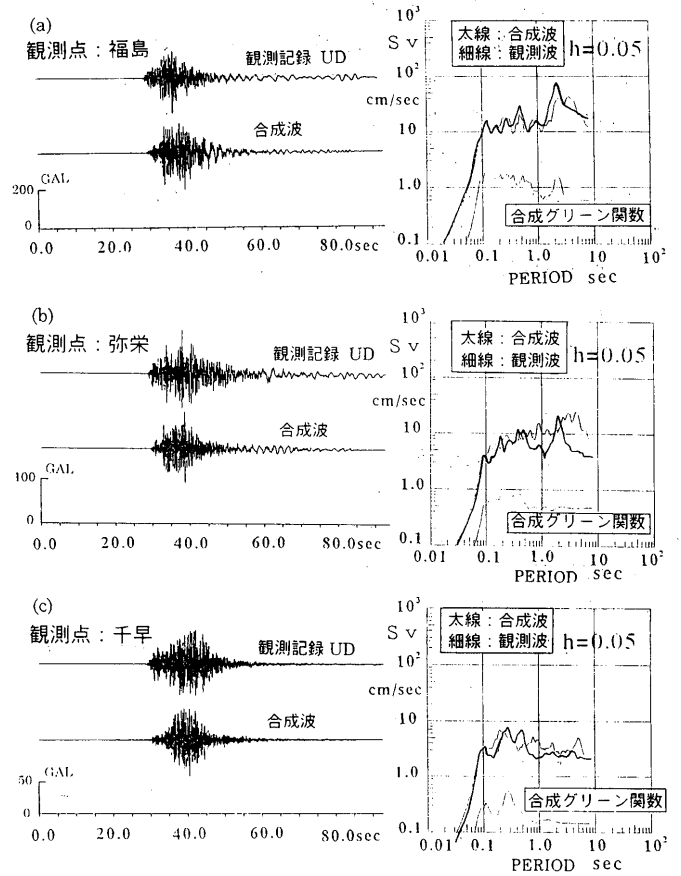 (a)
観測点：福島
観測記録 UD
合成波
GAL
200
0
0.0 20.0 40.0 60.0 80.0sec
10³
Sv
太線：合成波
細線：観測波
h=0.05
10²
cm/sec
10
1.0
合成グリーン関数
0.1
0.01 0.1 1.0 10 10²
PERIOD sec
(b)
観測点：弥栄
観測記録 UD
合成波
GAL
100
0
0.0 20.0 40.0 60.0 80.0sec
10³
Sv
太線：合成波
細線：観測波
h=0.05
10²
cm/sec
10
1.0
合成グリーン関数
0.1
0.01 0.1 1.0 10 10²
PERIOD sec
(c)
観測点：千早
観測記録 UD
合成波
GAL
50
0
0.0 20.0 40.0 60.0 80.0sec
10³
Sv
太線：合成波
細線：観測波
h=0.05
10²
cm/sec
10
1.0
合成グリーン関数
0.1
0.01 0.1 1.0 10 10²
PERIOD sec